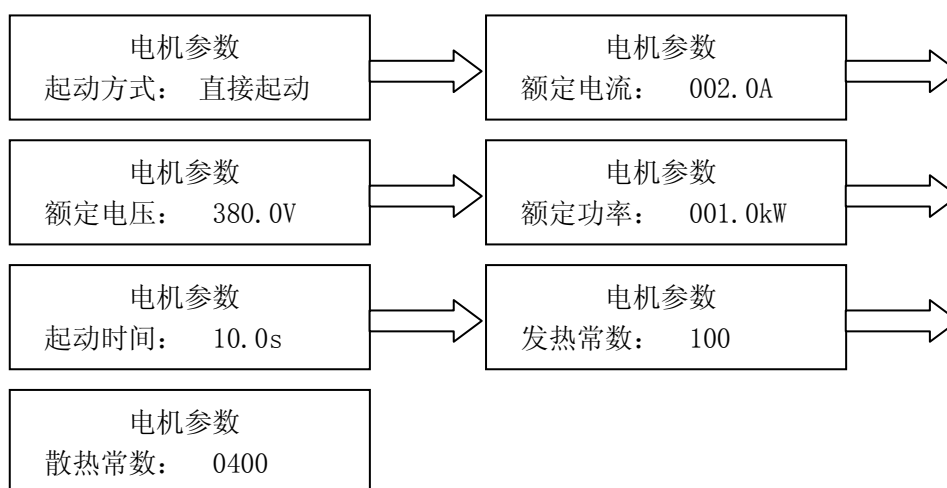 电机参数
起动方式： 直接起动
电机参数
额定电流： 002.0A
电机参数
额定电压： 380.0V
电机参数
额定功率： 001.0kW
电机参数
起动时间： 10.0s
电机参数
发热常数： 100
电机参数
散热常数： 0400